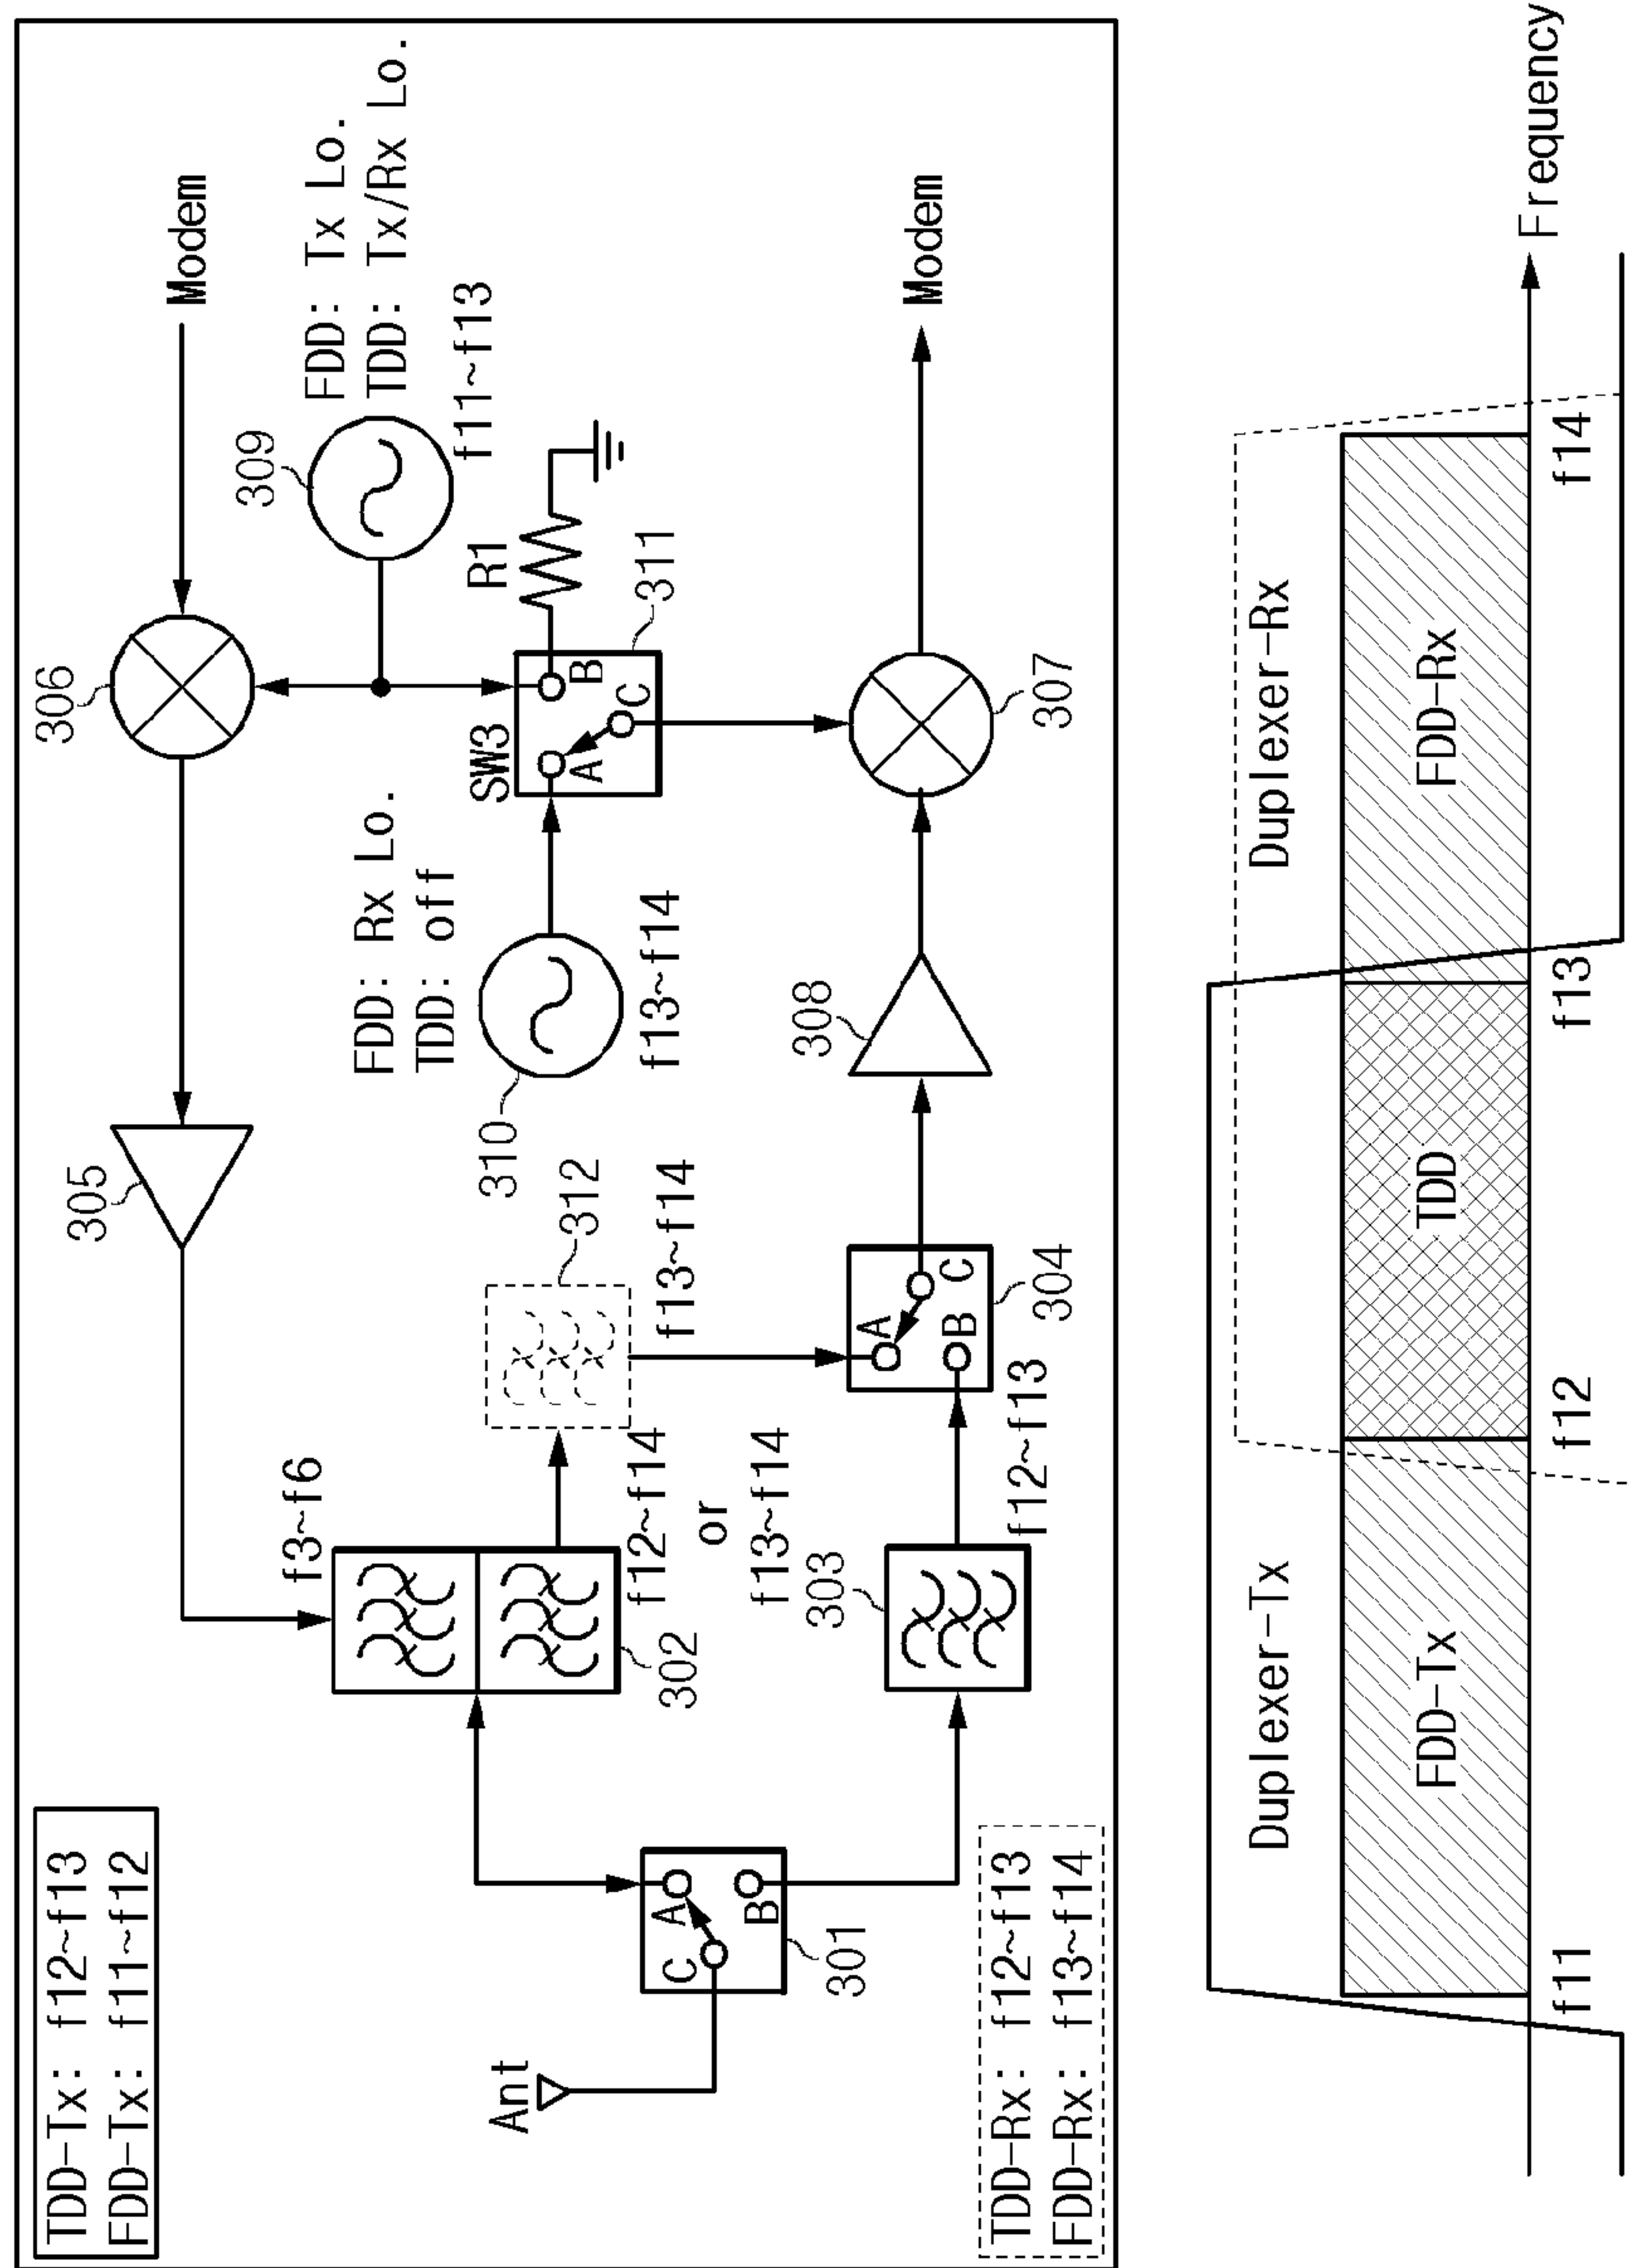 TDD-Tx: f12~f13
FDD-Tx: f11~f12
Ant
C
A
B
301
f3~f6
302
f12~f14
or
f13~f14
303
f12~f13
305
312
f13~f14
A
B
C
304
306
Modem
309
FDD: Tx Lo.
TDD: Tx/Rx Lo.
f11~f13
FDD: Rx Lo.
TDD: off
310
f13~f14
SW3
A
B
C
R1
311
308
307
Modem
TDD-Rx: f12~f13
FDD-Rx: f13~f14
Duplexer-Tx
Duplexer-Rx
FDD-Tx
TDD
FDD-Rx
f11
f12
f13
f14
Frequency